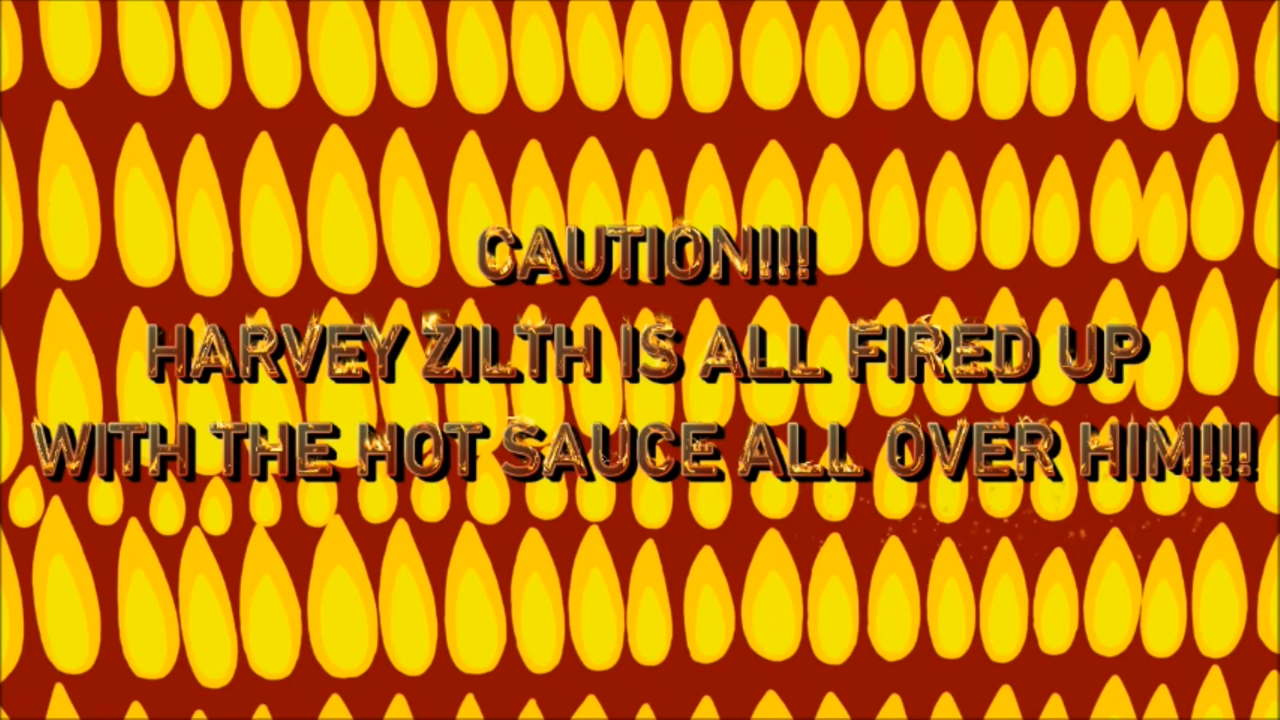 CAUTION!!!
HARVEY ZILTH IS ALL FIRED UP
WITH THE HOT SAUCE ALL OVER HIM!!!